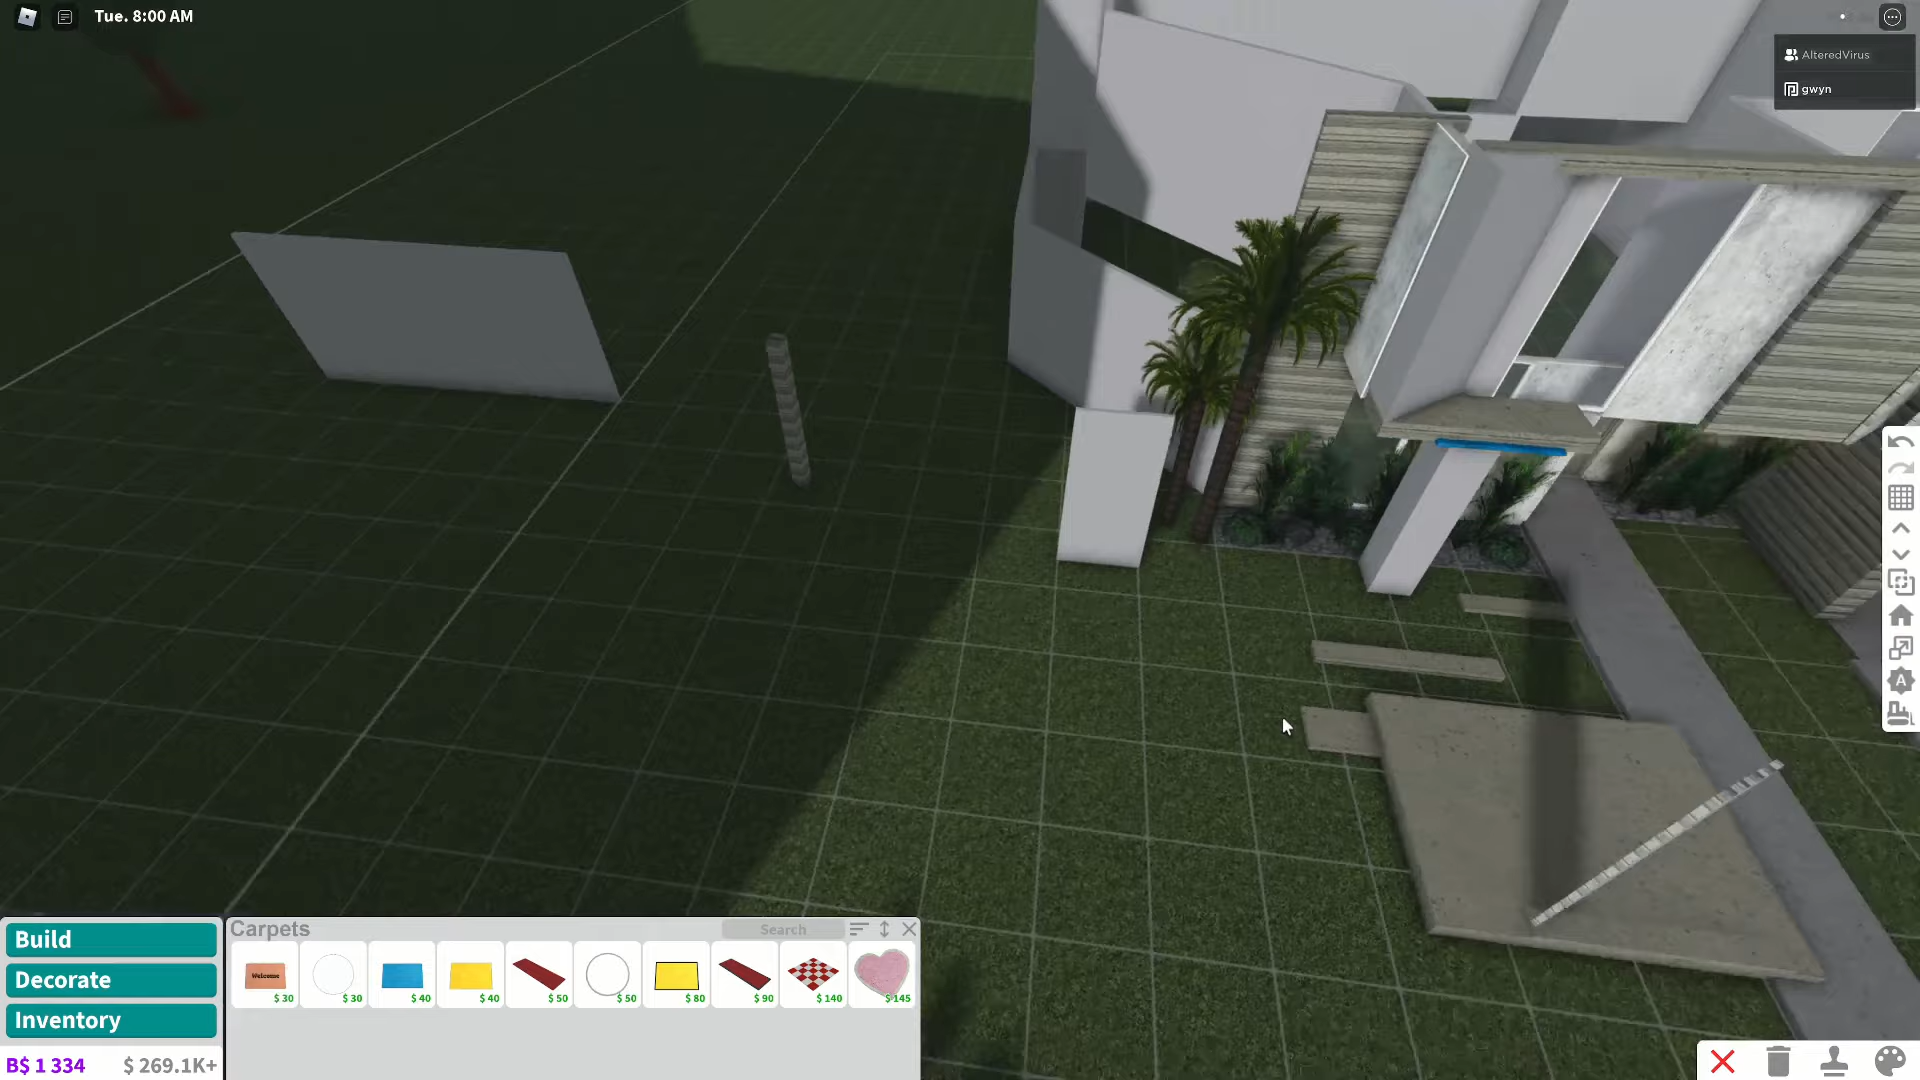 Tue. 8:00 AM
AlteredVirus
gwyn
A
Build
Decorate
Inventory
B$ 1 334
$ 269.1K+
Carpets
Search
Welcome
$ 30
$ 30
$ 40
$ 40
$ 50
$ 50
$ 80
$ 90
$ 140
$ 145